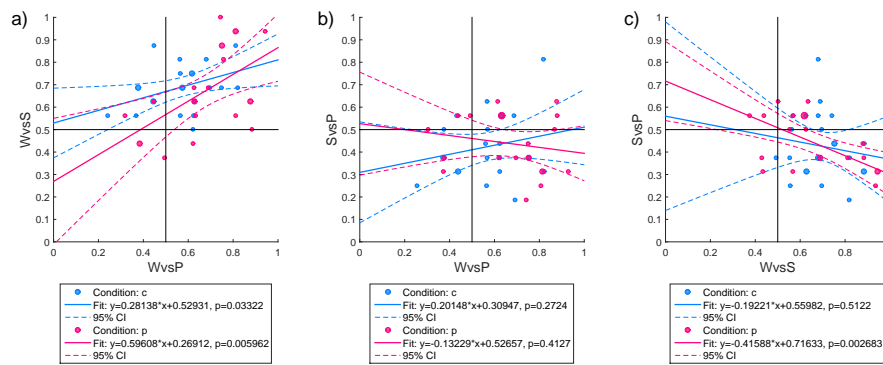 a)
b)
c)
1
0.9
0.8
0.7
0.6
0.5
0.4
0.3
0.2
0.1
0
WvsS
0 0.2 0.4 0.6 0.8 1
WvsP
1
0.9
0.8
0.7
0.6
0.5
0.4
0.3
0.2
0.1
0
SvsP
0 0.2 0.4 0.6 0.8 1
WvsP
1
0.9
0.8
0.7
0.6
0.5
0.4
0.3
0.2
0.1
0
SvsP
0 0.2 0.4 0.6 0.8
WvsS
Condition: c
Fit: y=0.28138*x+0.52931, p=0.03322
95% CI
Condition: p
Fit: y=0.59608*x+0.26912, p=0.005962
95% CI
Condition: c
Fit: y=0.20148*x+0.30947, p=0.2724
95% CI
Condition: p
Fit: y=-0.13229*x+0.52657, p=0.4127
95% CI
Condition: c
Fit: y=-0.19221*x+0.55982, p=0.5122
95% CI
Condition: p
Fit: y=-0.41588*x+0.71633, p=0.002683
95% CI